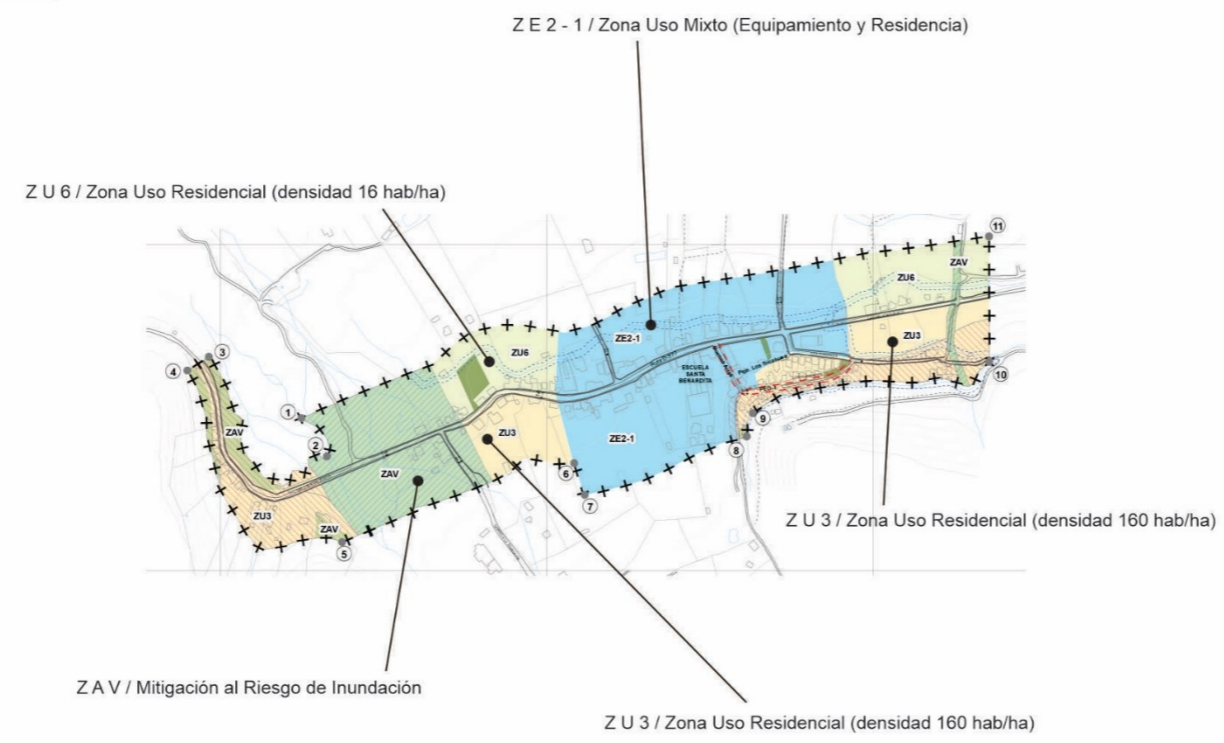 Z E 2 - 1 / Zona Uso Mixto (Equipamiento y Residencia)
Z U 6 / Zona Uso Residencial (densidad 16 hab/ha)
11
ZAV
ZU6
ZE2-1
ZU3
3
ZU6
4
ESCUELA
SANTA
BERNARDITA
10
1
ZAV
9
ZU3
ZE2-1
2
8
6
ZAV
7
ZU3
ZAV
5
Z U 3 / Zona Uso Residencial (densidad 160 hab/ha)
Z A V / Mitigación al Riesgo de Inundación
Z U 3 / Zona Uso Residencial (densidad 160 hab/ha)